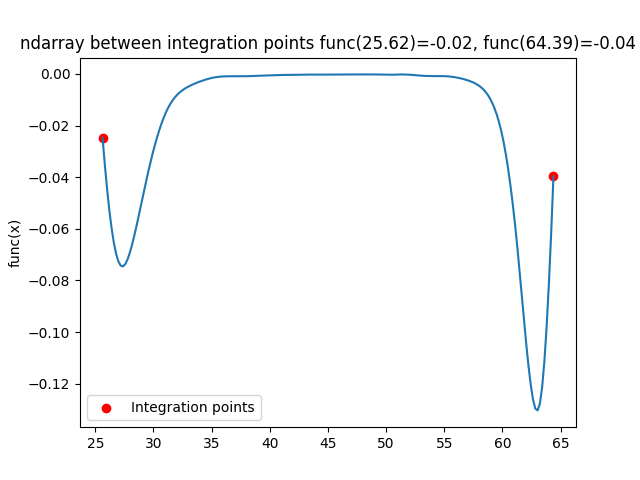 ndarray between integration points func(25.62)=-0.02, func(64.39)=-0.04
0.00
−0.02
−0.04
−0.06
−0.08
−0.10
−0.12
func(x)
Integration points
25 30 35 40 45 50 55 60 65